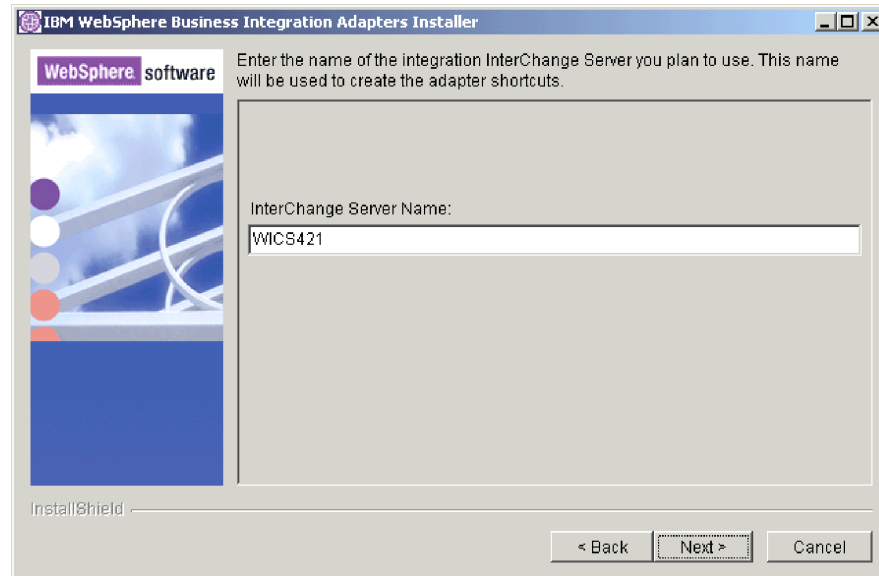 IBM WebSphere Business Integration Adapters Installer
WebSphere. software
Enter the name of the integration InterChange Server you plan to use. This name
will be used to create the adapter shortcuts.
InterChange Server Name:
WICS421
InstallShield
< Back
Next >
Cancel